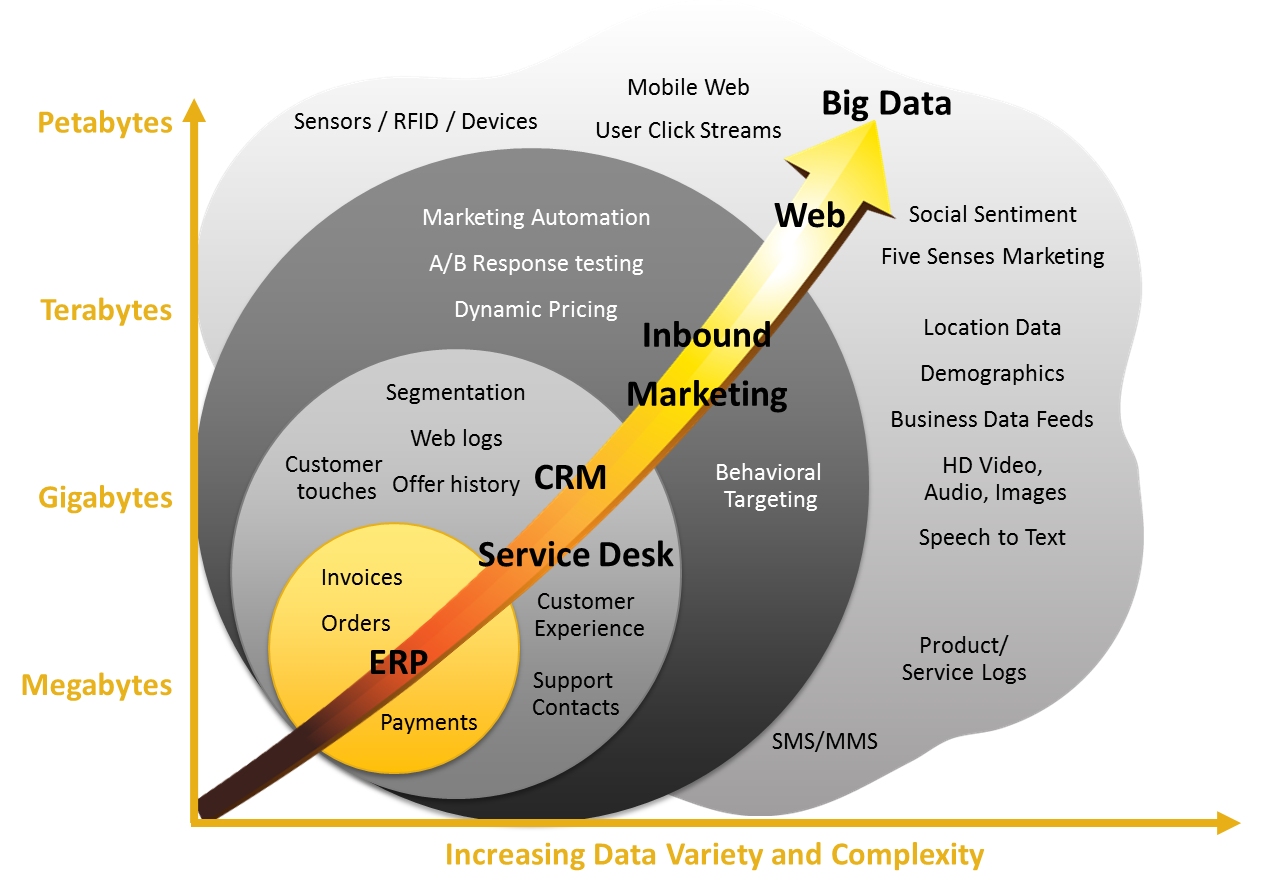 Petabytes
Terabytes
Gigabytes
Megabytes
Increasing Data Variety and Complexity
Big Data
Web
Inbound
Marketing
CRM
Service Desk
ERP
Sensors / RFID / Devices
Mobile Web
User Click Streams
Social Sentiment
Five Senses Marketing
Location Data
Demographics
Business Data Feeds
HD Video,
Audio, Images
Speech to Text
Product/
Service Logs
SMS/MMS
Marketing Automation
A/B Response testing
Dynamic Pricing
Behavioral
Targeting
Segmentation
Web logs
Customer
touches
Offer history
Customer
Experience
Support
Contacts
Invoices
Orders
Payments